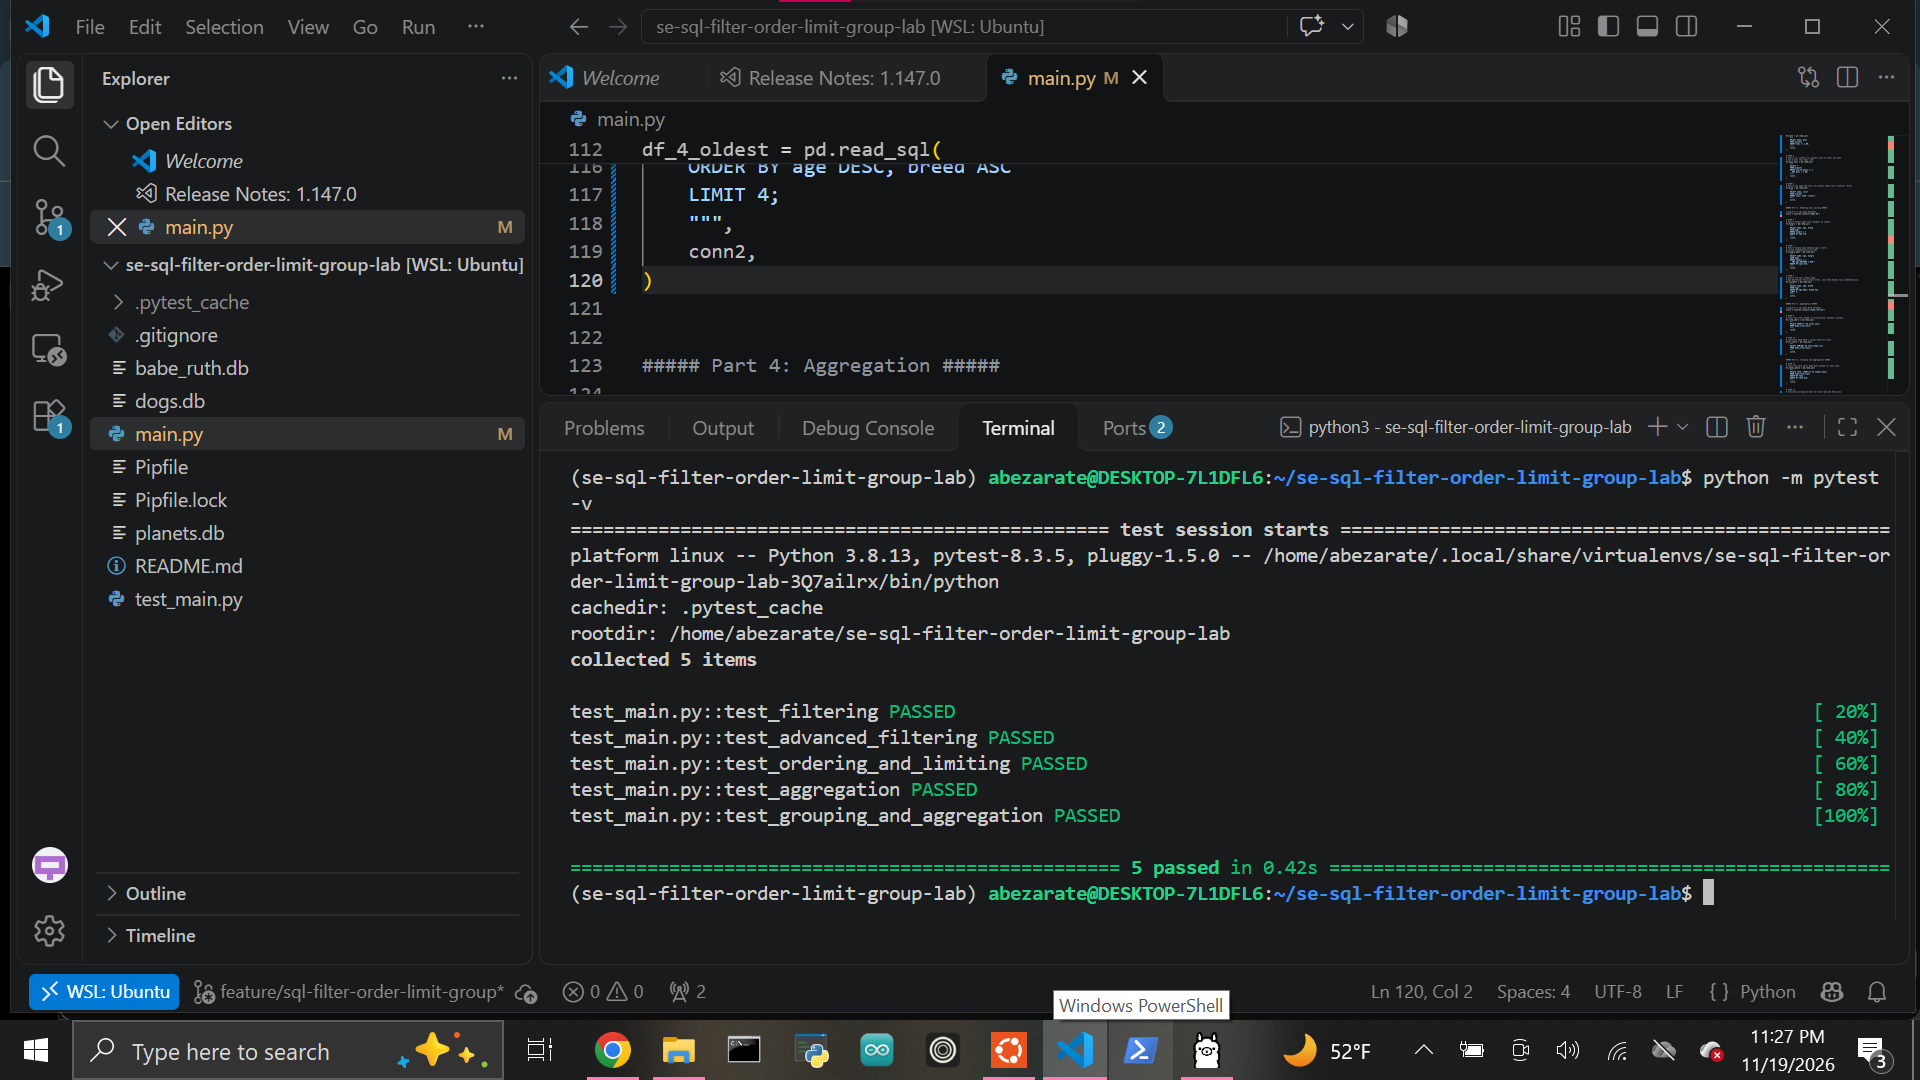 File Edit Selection View Go Run ···
se-sql-filter-order-limit-group-lab [WSL: Ubuntu]
Explorer
Open Editors
Welcome
Release Notes: 1.147.0
main.py M
se-sql-filter-order-limit-group-lab [WSL: Ubuntu]
.pytest_cache
.gitignore
babe_ruth.db
dogs.db
main.py M
Pipfile
Pipfile.lock
planets.db
README.md
test_main.py
Outline
Timeline
1
1
Welcome
Release Notes: 1.147.0
main.py M
main.py
112 df_4_oldest = pd.read_sql(
116 ORDER BY age DESC, breed ASC
117 LIMIT 4;
118 """,
119 conn2,
120 )
121
122
123 ##### Part 4: Aggregation #####
124
Problems Output Debug Console Terminal Ports 2
python3 - se-sql-filter-order-limit-group-lab
(se-sql-filter-order-limit-group-lab) abezarate@DESKTOP-7L1DFL6:~/se-sql-filter-order-limit-group-lab$ python -m pytest
-v
================================================= test session starts ==================================================
platform linux -- Python 3.8.13, pytest-8.3.5, pluggy-1.5.0 -- /home/abezarate/.local/share/virtualenvs/se-sql-filter-or
der-limit-group-lab-3Q7ailrx/bin/python
cachedir: .pytest_cache
rootdir: /home/abezarate/se-sql-filter-order-limit-group-lab
collected 5 items
test_main.py::test_filtering PASSED [ 20%]
test_main.py::test_advanced_filtering PASSED [ 40%]
test_main.py::test_ordering_and_limiting PASSED [ 60%]
test_main.py::test_aggregation PASSED [ 80%]
test_main.py::test_grouping_and_aggregation PASSED [100%]
================================================== 5 passed in 0.42s ===================================================
(se-sql-filter-order-limit-group-lab) abezarate@DESKTOP-7L1DFL6:~/se-sql-filter-order-limit-group-lab$
WSL: Ubuntu feature/sql-filter-order-limit-group* 0 0 2
Ln 120, Col 2 Spaces: 4 UTF-8 LF {} Python
Windows PowerShell
Type here to search
52°F
11:27 PM
11/19/2026
3